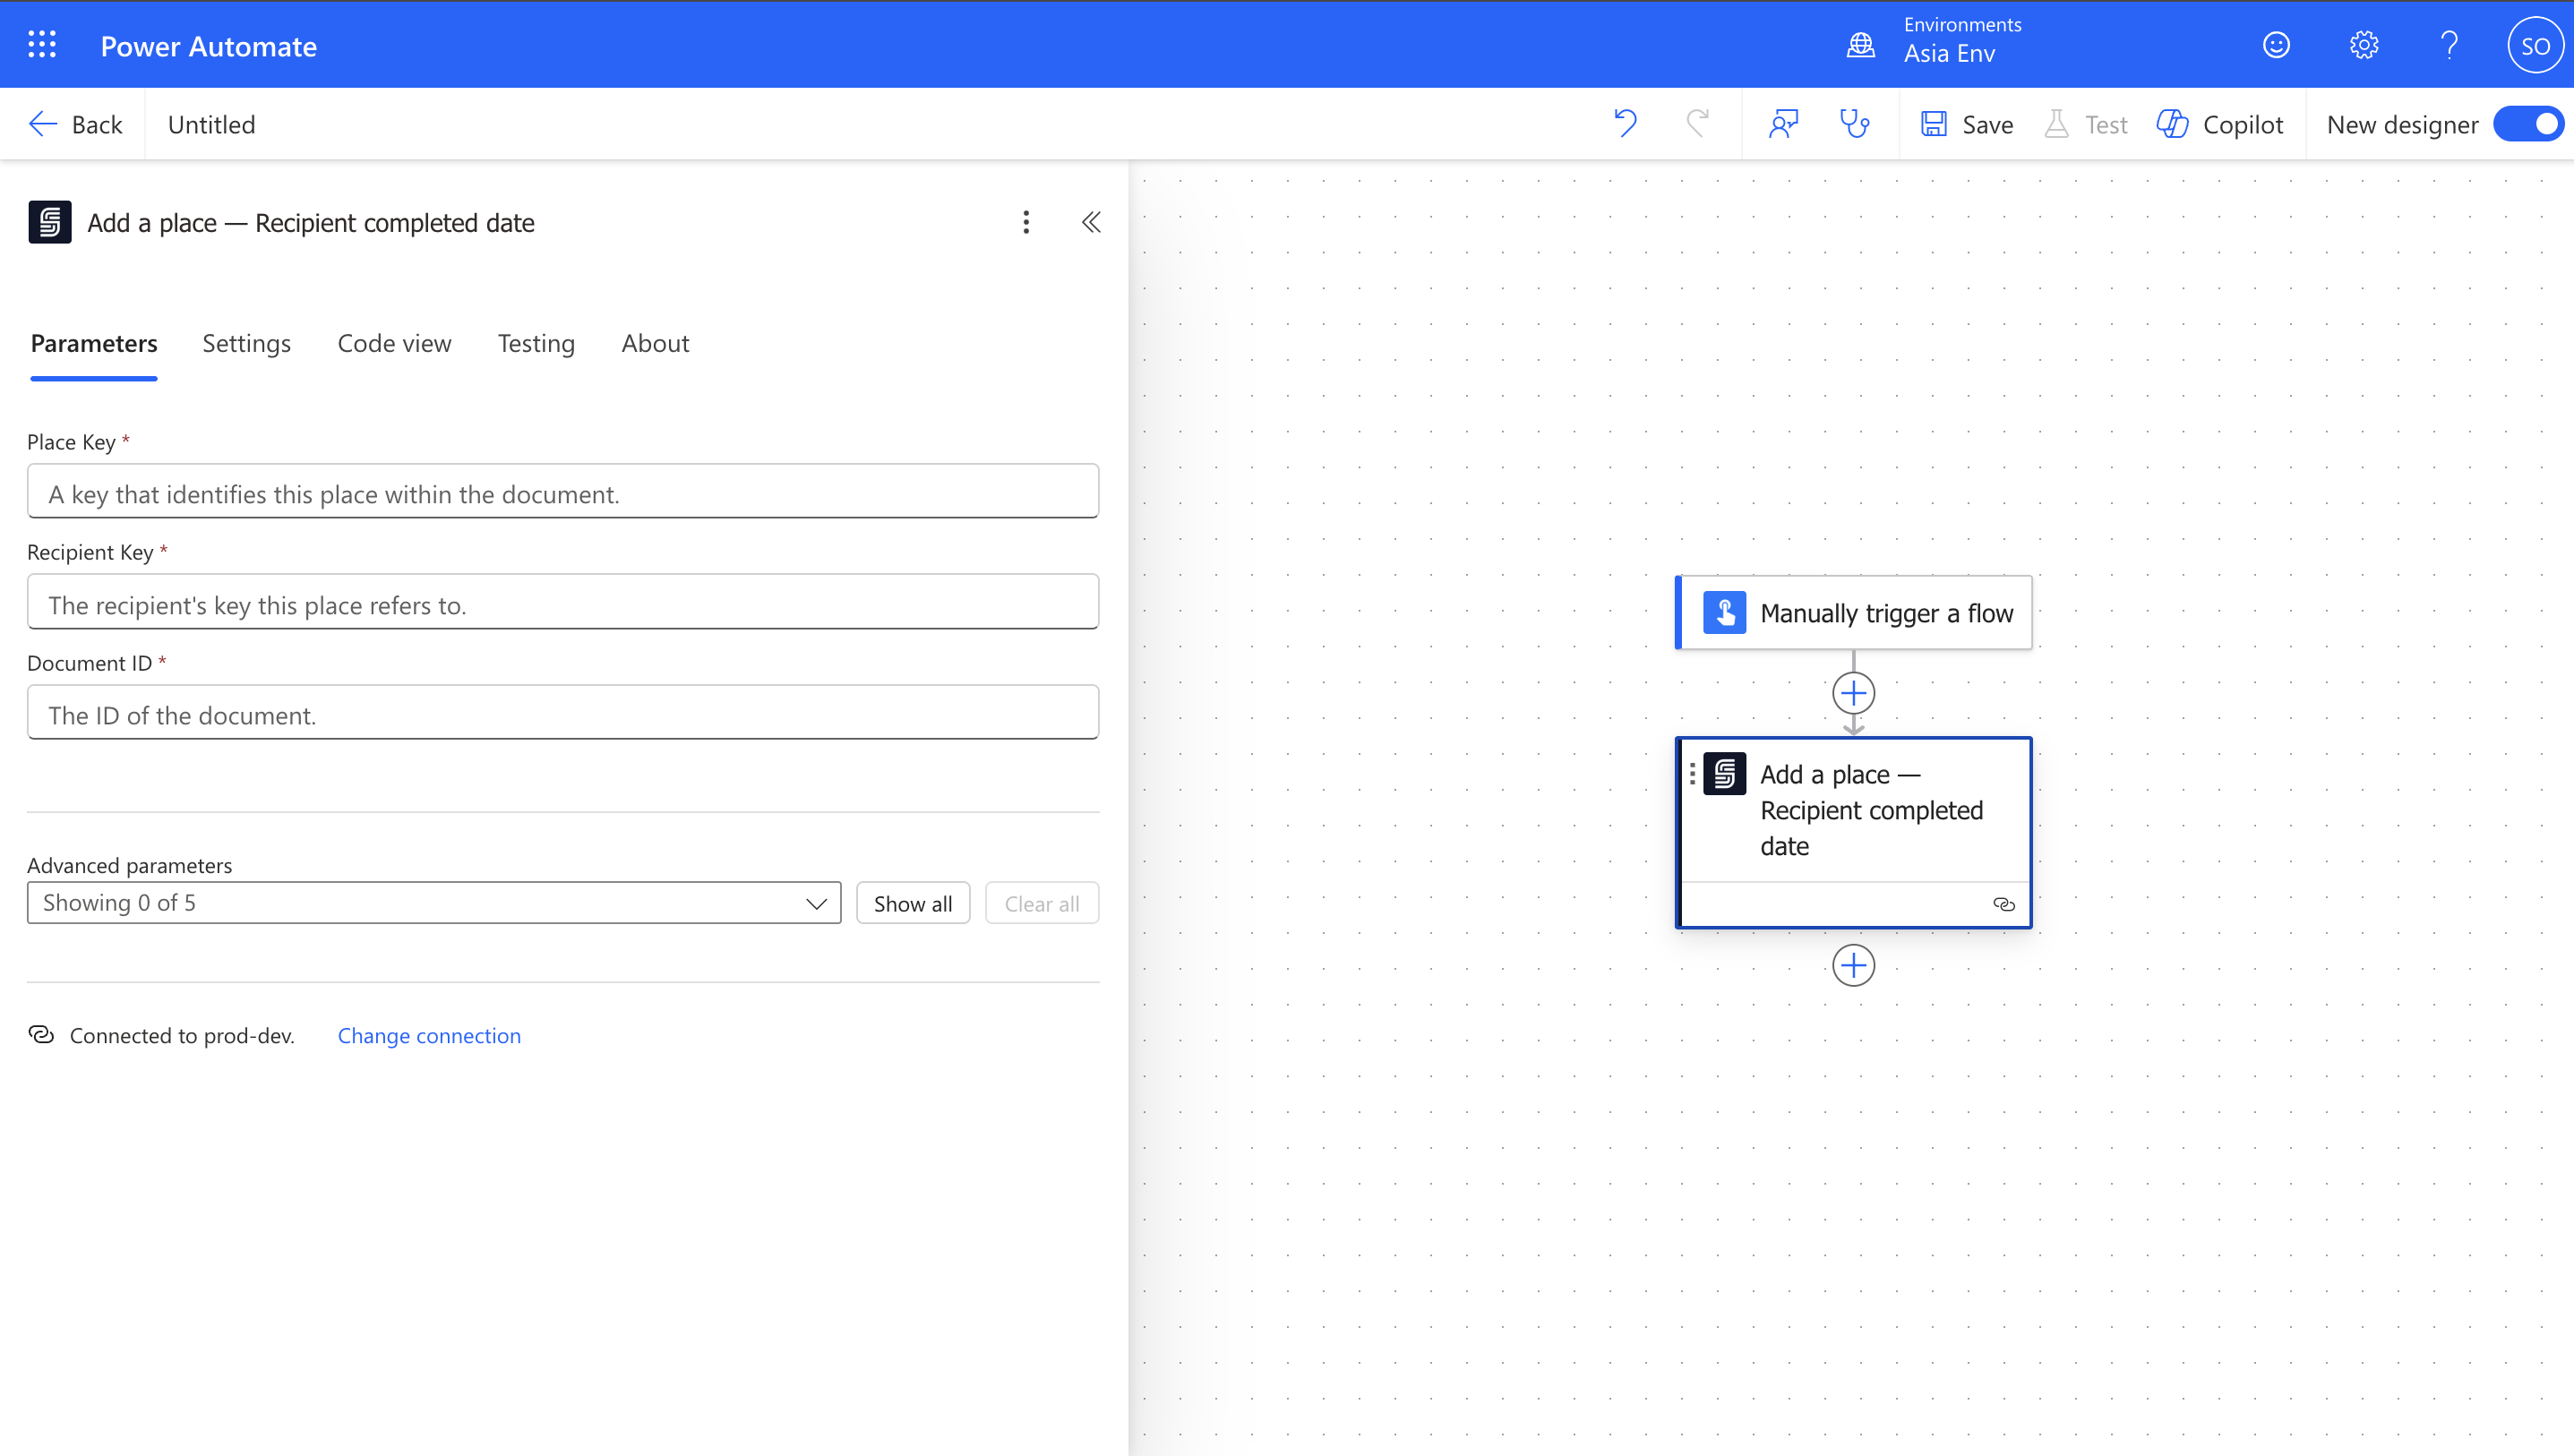 Power Automate
Environments
Asia Env
SO
Back
Untitled
Save
Test
Copilot
New designer
Add a place — Recipient completed date
Parameters
Settings
Code view
Testing
About
Place Key *
A key that identifies this place within the document.
Recipient Key *
The recipient's key this place refers to.
Document ID *
The ID of the document.
Advanced parameters
Showing 0 of 5
Show all
Clear all
Connected to prod-dev.
Change connection
Manually trigger a flow
Add a place —
Recipient completed
date